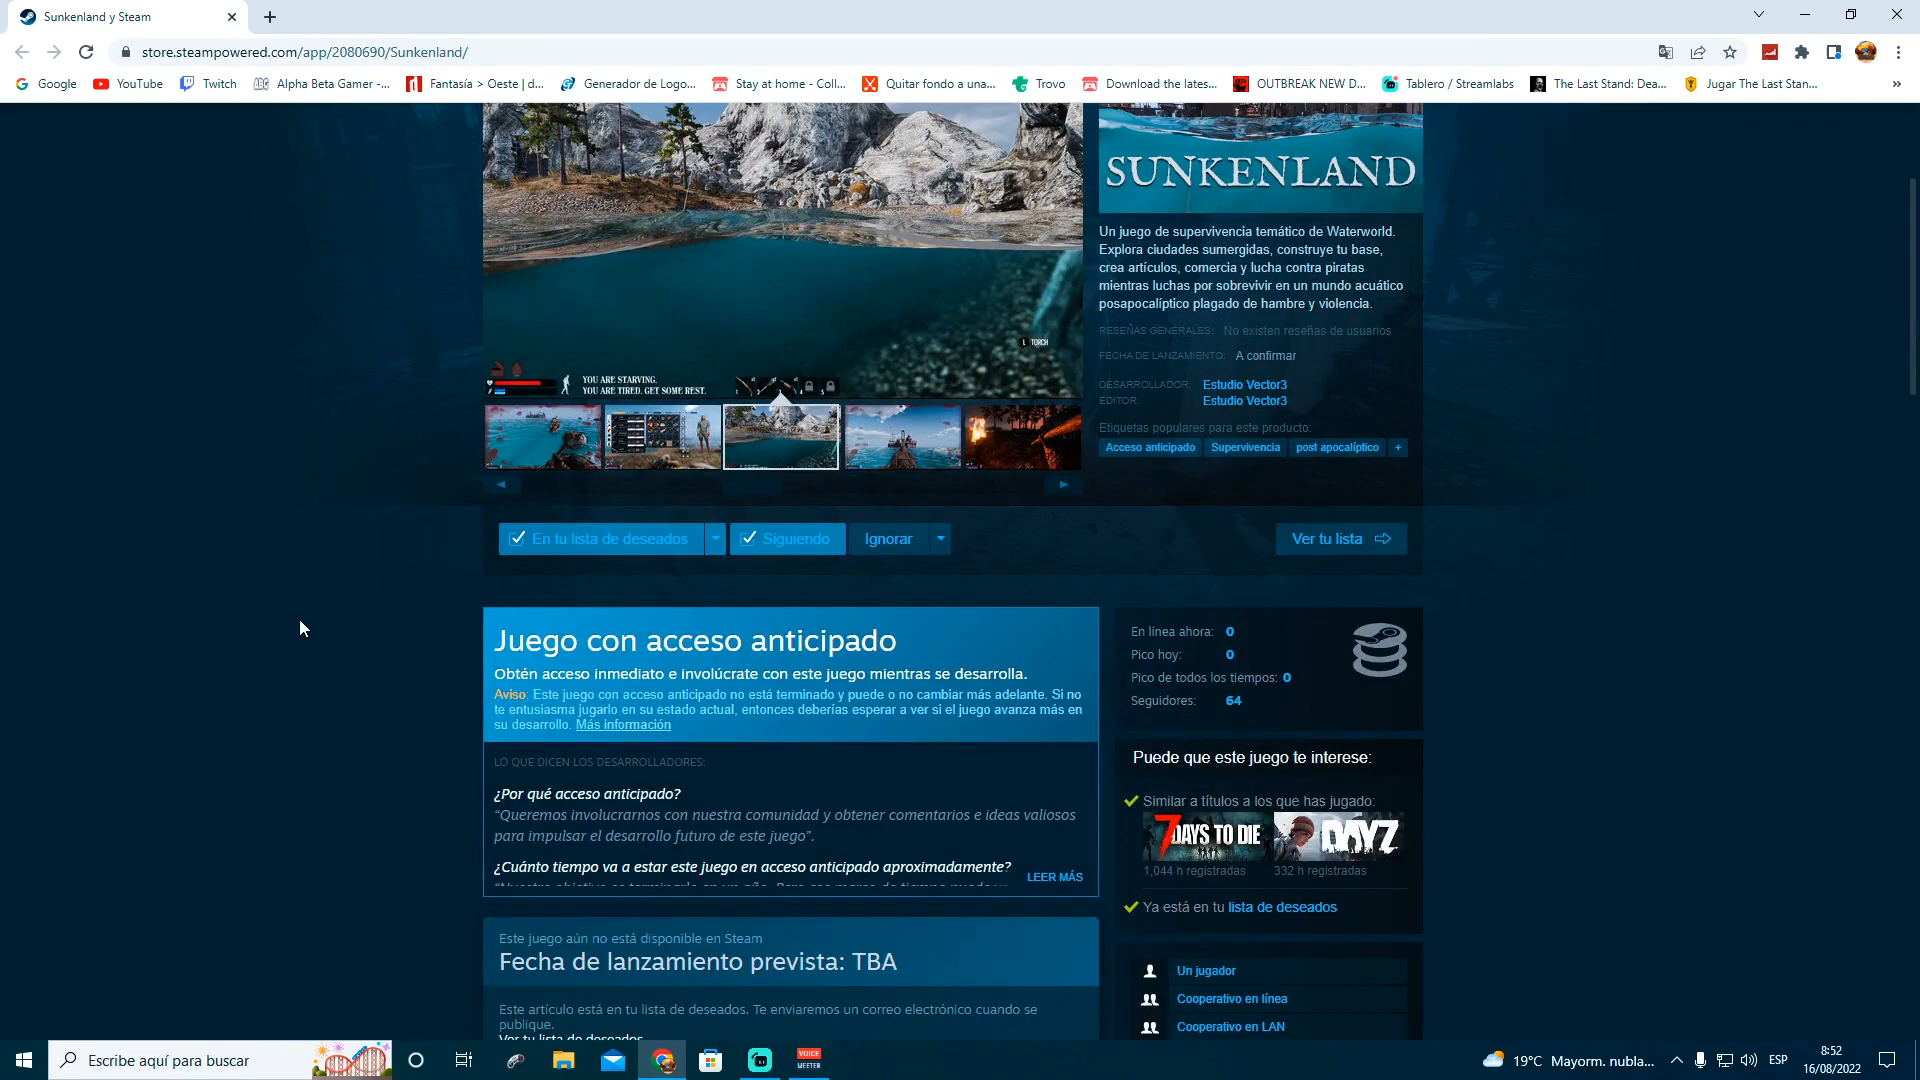 Sunkenland y Steam
store.steampowered.com/app/2080690/Sunkenland/
Google
YouTube
Twitch
Alpha Beta Gamer -...
Fantasía > Oeste | d...
Generador de Logo...
Stay at home - Coll...
Quitar fondo a una...
Trovo
Download the lates...
OUTBREAK NEW D...
Tablero / Streamlabs
The Last Stand: Dea...
Jugar The Last Stan...
SUNKENLAND
Un juego de supervivencia temático de Waterworld.
Explora ciudades sumergidas, construye tu base,
crea artículos, comercia y lucha contra piratas
mientras luchas por sobrevivir en un mundo acuático
posapocalíptico plagado de hambre y violencia.
RESEÑAS GENERALES: No existen reseñas de usuarios
FECHA DE LANZAMIENTO: A confirmar
DESARROLLADOR: Estudio Vector3
EDITOR: Estudio Vector3
Etiquetas populares para este producto:
Acceso anticipado Supervivencia post apocalíptico +
L TORCH
YOU ARE STARVING.
YOU ARE TIRED. GET SOME REST.
En tu lista de deseados
Siguiendo
Ignorar
Ver tu lista
Juego con acceso anticipado
Obtén acceso inmediato e involúcrate con este juego mientras se desarrolla.
Aviso: Este juego con acceso anticipado no está terminado y puede o no cambiar más adelante. Si no
te entusiasma jugarlo en su estado actual, entonces deberías esperar a ver si el juego avanza más en
su desarrollo. Más información
LO QUE DICEN LOS DESARROLLADORES:
¿Por qué acceso anticipado?
“Queremos involucrarnos con nuestra comunidad y obtener comentarios e ideas valiosos
para impulsar el desarrollo futuro de este juego”.
¿Cuánto tiempo va a estar este juego en acceso anticipado aproximadamente?
LEER MÁS
Este juego aún no está disponible en Steam
Fecha de lanzamiento prevista: TBA
Este artículo está en tu lista de deseados. Te enviaremos un correo electrónico cuando se
publique.
Ver tu lista de deseados
En línea ahora: 0
Pico hoy: 0
Pico de todos los tiempos: 0
Seguidores: 64
Puede que este juego te interese:
Similar a títulos a los que has jugado:
7 DAYS TO DIE
DAYZ
1,044 h registradas
332 h registradas
Ya está en tu lista de deseados
Un jugador
Cooperativo en línea
Cooperativo en LAN
Escribe aquí para buscar
VOICE
MEETER
19°C Mayorm. nubla...
ESP
8:52
16/08/2022